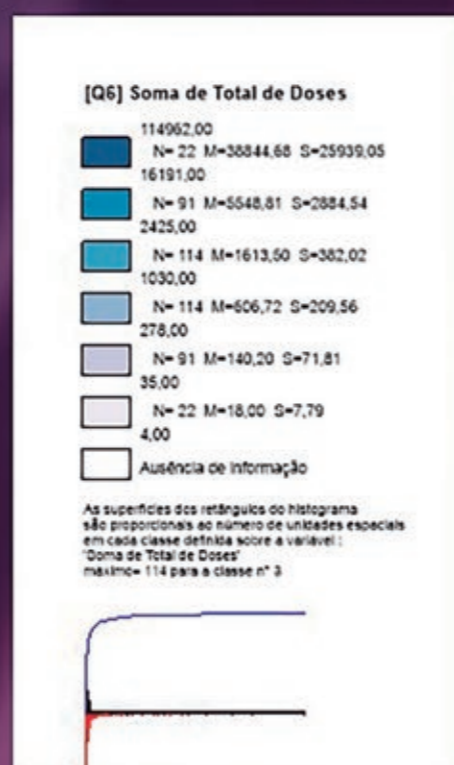 [Q6] Soma de Total de Doses
114962,00
N= 22 M=38844,68 S=25939,05
16191,00
N= 91 M=5548,81 S=2884,54
2425,00
N= 114 M=1613,50 S=382,02
1030,00
N= 114 M=606,72 S=209,56
278,00
N= 91 M=140,20 S=71,81
35,00
N= 22 M=18,00 S=7,79
4,00
Ausência de Informação
As superfícies dos retângulos do histograma
são proporcionais ao número de unidades espaciais
em cada classe definida sobre a variável :
'Soma de Total de Doses'
máximo= 114 para a classe n° 3